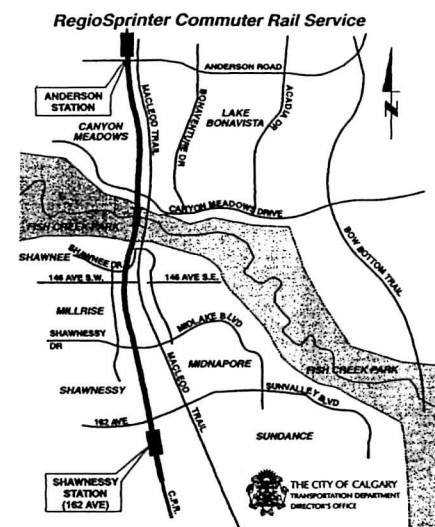 RegioSprinter Commuter Rail Service
ANDERSON ROAD
ANDERSON
STATION
MACLEOD TRAIL
BONAVENTURE DR
LAKE
BONAVISTA
ACADIA DR
N
CANYON
MEADOWS
CANYON MEADOWS DRIVE
FISH CREEK PARK
BOW BOTTOM TRAIL
SHAWNEE
SHAWNEE DR
146 AVE S.W.
146 AVE S.E.
MILLRISE
MIDLAKE BLVD
SHAWNESSY
DR
MIDNAPORE
FISH CREEK PARK
MACLEOD TRAIL
SHAWNESSY
SUNVALLEY BLVD
162 AVE
SUNDANCE
SHAWNESSY
STATION
(162 AVE)
C.P.R.
THE CITY OF CALGARY
TRANSPORTATION DEPARTMENT
DIRECTOR'S OFFICE